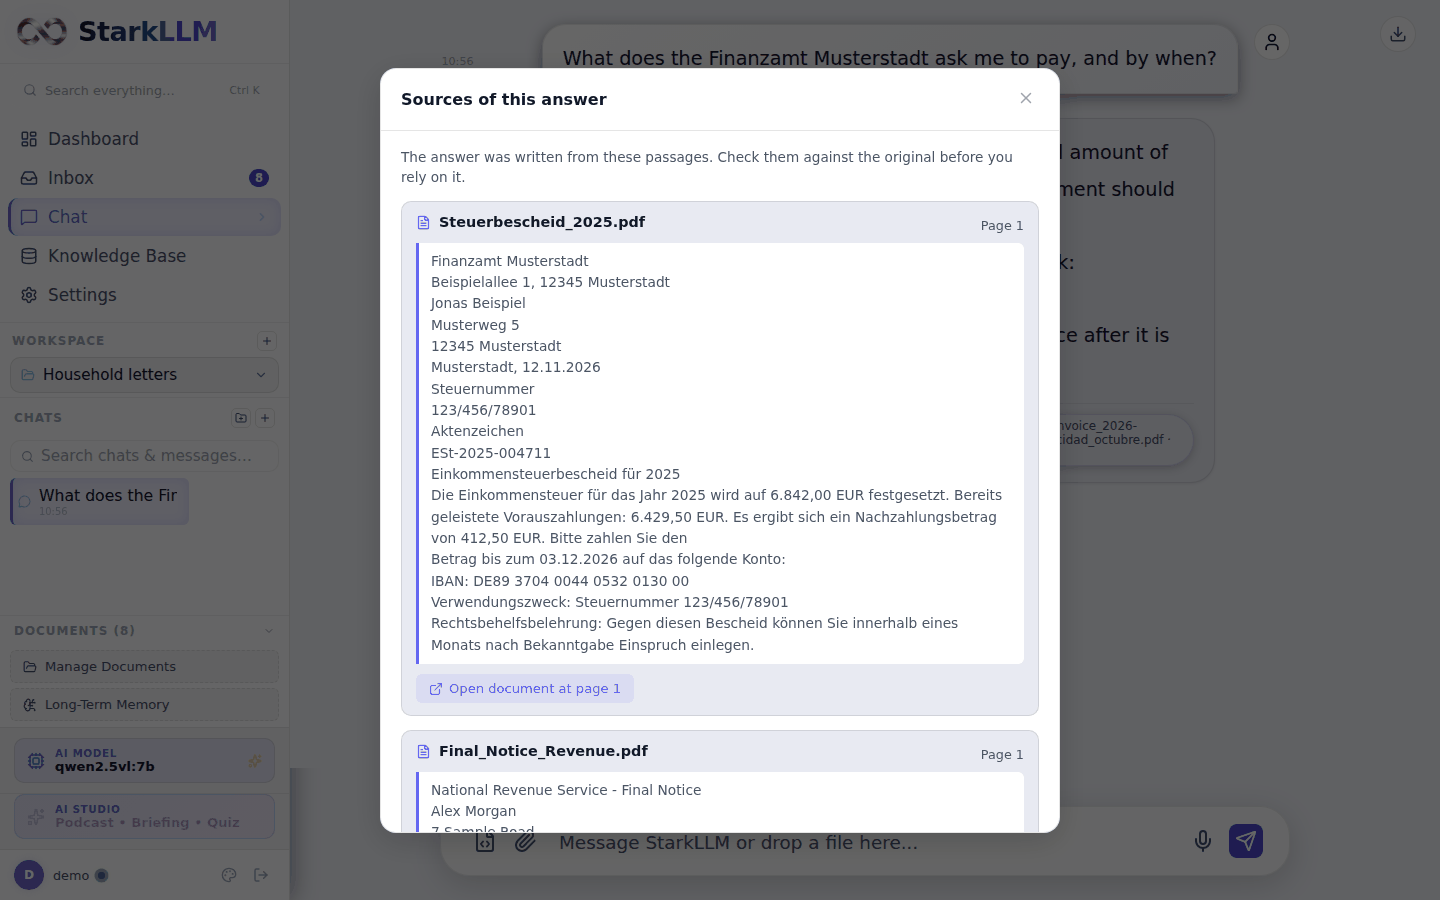 StarkLLM
Search everything...
Ctrl K
Dashboard
Inbox
8
Chat
Knowledge Base
Settings
WORKSPACE
Household letters
CHATS
Search chats & messages...
What does the Fir
10:56
DOCUMENTS (8)
Manage Documents
Long-Term Memory
AI MODEL
qwen2.5vl:7b
AI STUDIO
Podcast • Briefing • Quiz
D
demo
10:56
What does the Finanzamt Musterstadt ask me to pay, and by when?
Sources of this answer
The answer was written from these passages. Check them against the original before you
rely on it.
Steuerbescheid_2025.pdf
Page 1
Finanzamt Musterstadt
Beispielallee 1, 12345 Musterstadt
Jonas Beispiel
Musterweg 5
12345 Musterstadt
Musterstadt, 12.11.2026
Steuernummer
123/456/78901
Aktenzeichen
ESt-2025-004711
Einkommensteuerbescheid für 2025
Die Einkommensteuer für das Jahr 2025 wird auf 6.842,00 EUR festgesetzt. Bereits
geleistete Vorauszahlungen: 6.429,50 EUR. Es ergibt sich ein Nachzahlungsbetrag
von 412,50 EUR. Bitte zahlen Sie den
Betrag bis zum 03.12.2026 auf das folgende Konto:
IBAN: DE89 3704 0044 0532 0130 00
Verwendungszweck: Steuernummer 123/456/78901
Rechtsbehelfsbelehrung: Gegen diesen Bescheid können Sie innerhalb eines
Monats nach Bekanntgabe Einspruch einlegen.
Open document at page 1
Final_Notice_Revenue.pdf
Page 1
National Revenue Service - Final Notice
Alex Morgan
7 Sample Road
amount of
ment should
k:
ce after it is
nvoice_2026-
cidad_octubre.pdf ·
Message StarkLLM or drop a file here...